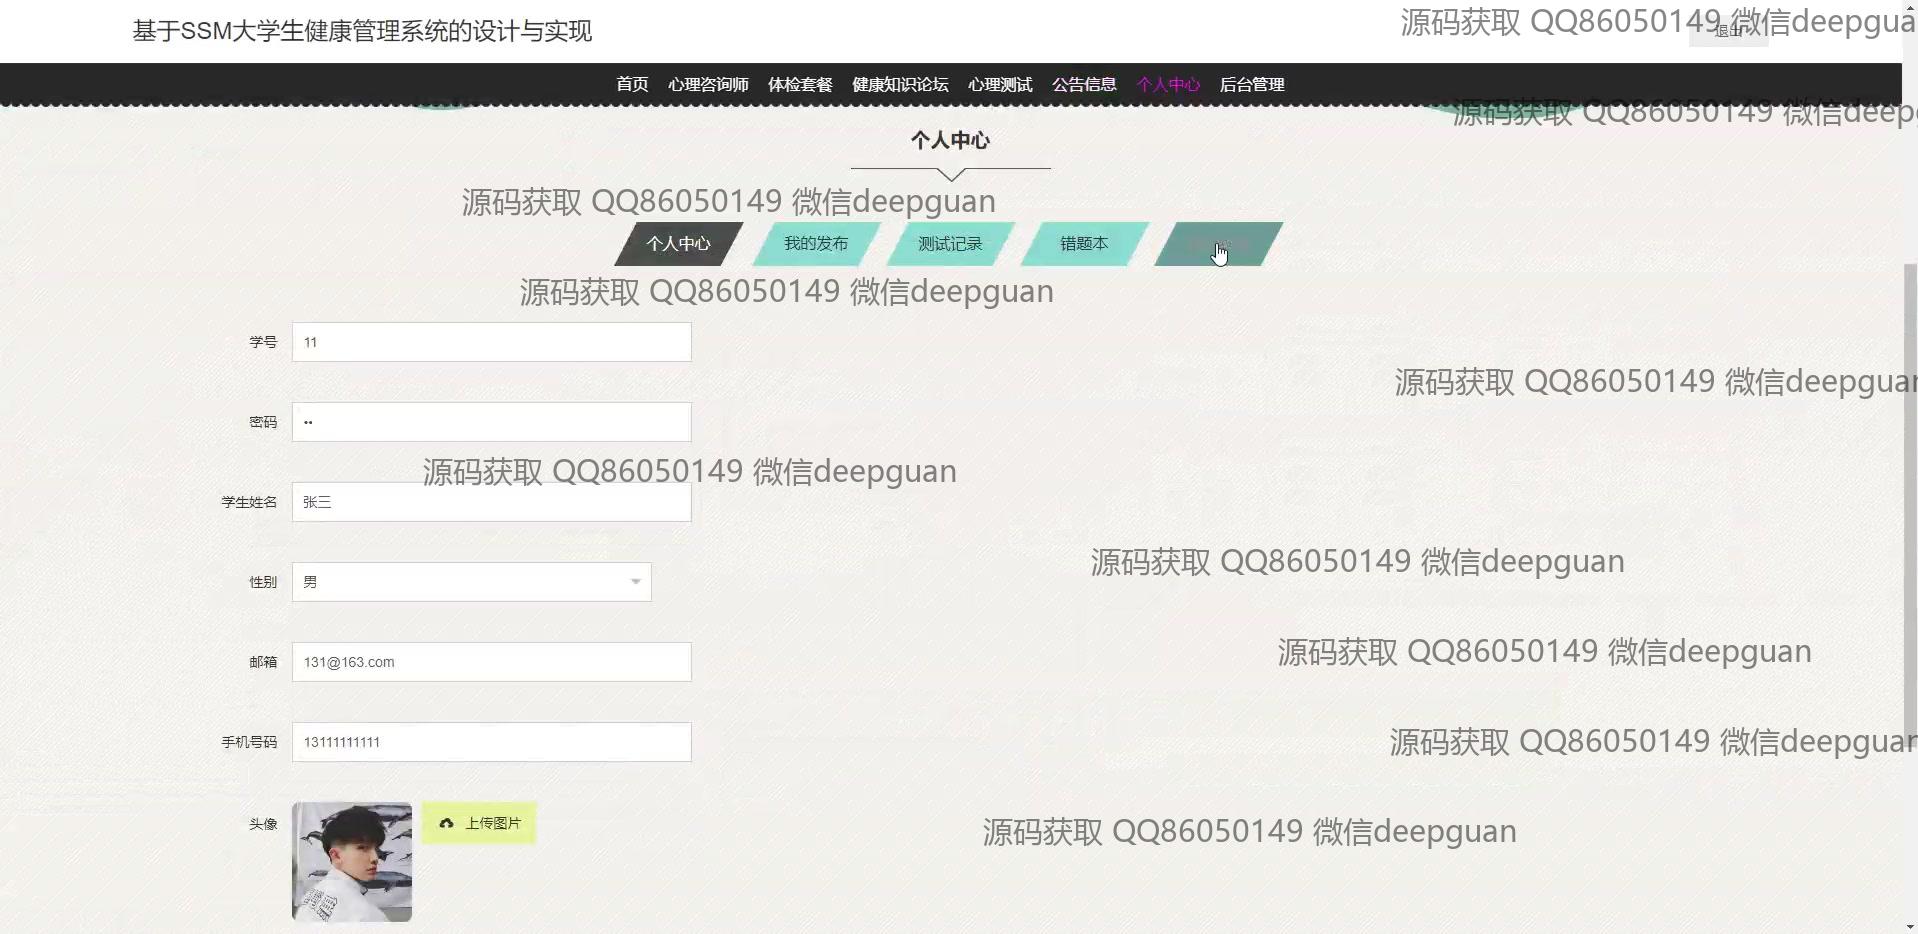 基于SSM大学生健康管理系统的设计与实现
源码获取 QQ86050149 微信deepgua
退出
首页 心理咨询师 体检套餐 健康知识论坛 心理测试 公告信息 个人中心 后台管理
源码获取 QQ86050149 微信deep
个人中心
源码获取 QQ86050149 微信deepguan
个人中心 我的发布 测试记录 错题本
源码获取 QQ86050149 微信deepguan
学号 11
源码获取 QQ86050149 微信deepguan
密码 ••
源码获取 QQ86050149 微信deepguan
学生姓名 张三
源码获取 QQ86050149 微信deepguan
性别 男
源码获取 QQ86050149 微信deepguan
邮箱 131@163.com
源码获取 QQ86050149 微信deepguan
手机号码 13111111111
头像 上传图片
源码获取 QQ86050149 微信deepguan